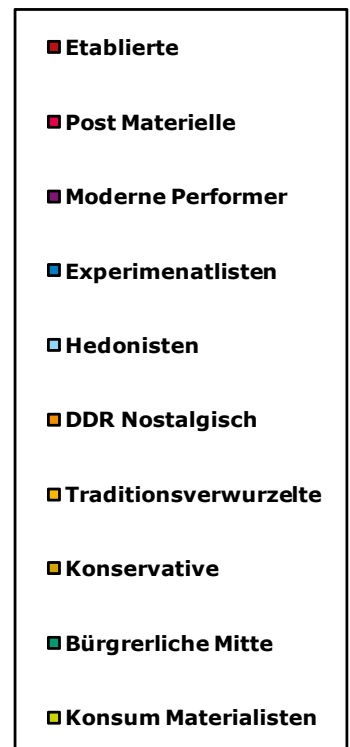 Etablierte
Post Materielle
Moderne Performer
Experimenatlisten
Hedonisten
DDR Nostalgisch
Traditionsverwurzelte
Konservative
Bürgrerliche Mitte
Konsum Materialisten